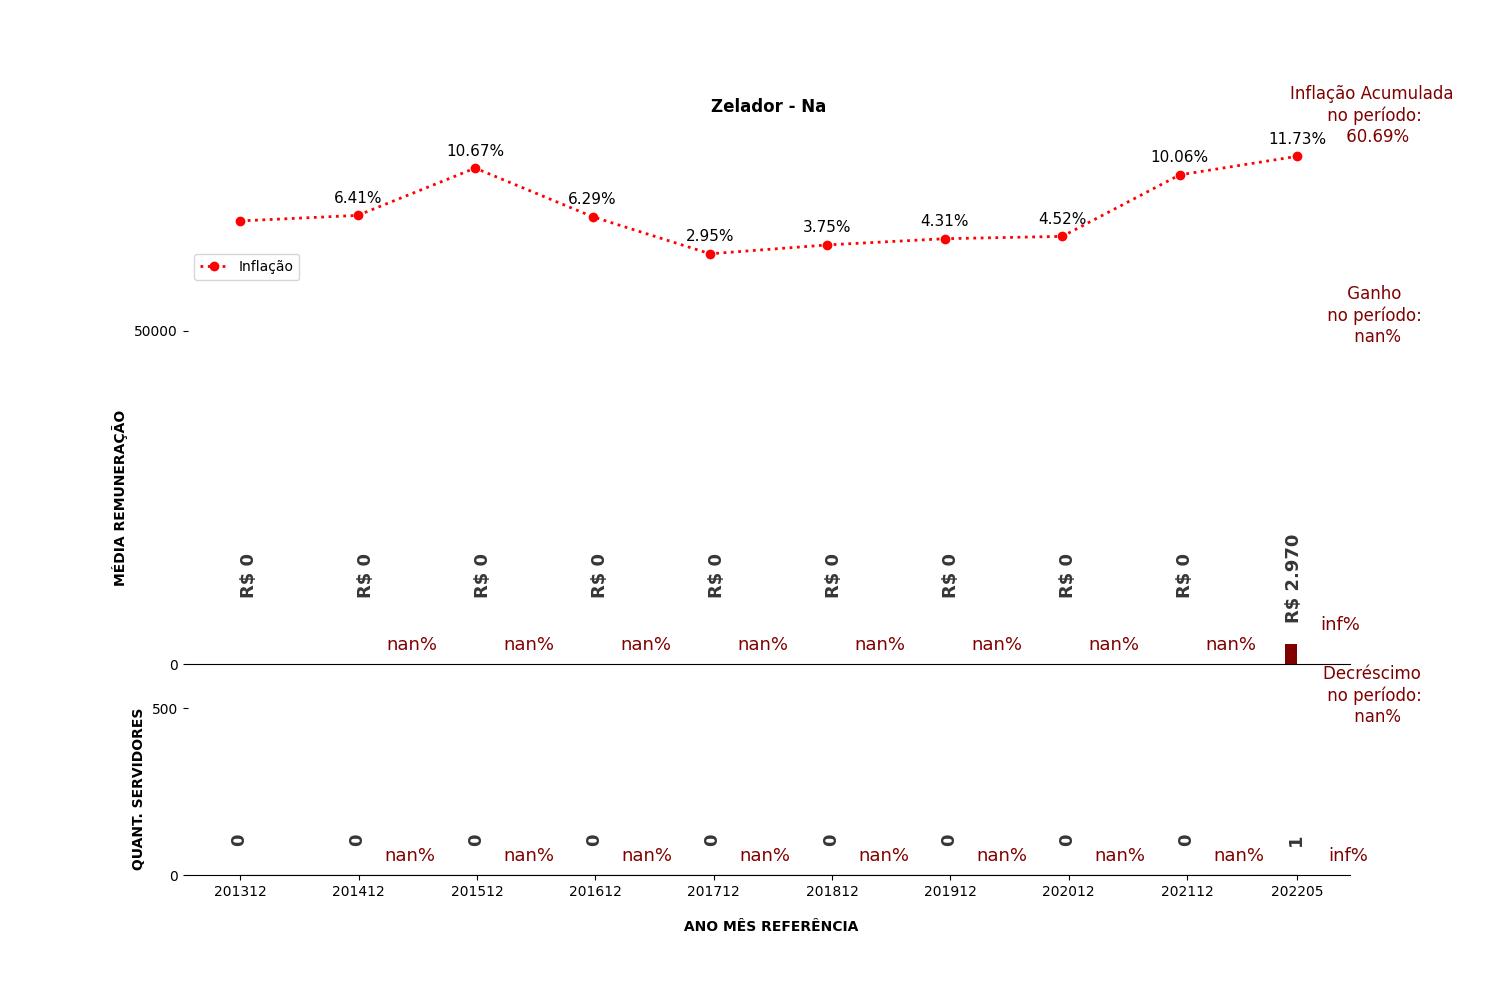 Zelador - Na
Inflação Acumulada
no período:
60.69%
6.41%
10.67%
6.29%
2.95%
3.75%
4.31%
4.52%
10.06%
11.73%
Inflação
Ganho
no período:
nan%
50000
0
MÉDIA REMUNERAÇÃO
R$ 0
R$ 0
R$ 0
R$ 0
R$ 0
R$ 0
R$ 0
R$ 0
R$ 0
R$ 2.970
nan%
nan%
nan%
nan%
nan%
nan%
nan%
nan%
inf%
Decréscimo
no período:
nan%
500
0
QUANT. SERVIDORES
0
0
0
0
0
0
0
0
0
1
nan%
nan%
nan%
nan%
nan%
nan%
nan%
nan%
inf%
201312
201412
201512
201612
201712
201812
201912
202012
202112
202205
ANO MÊS REFERÊNCIA